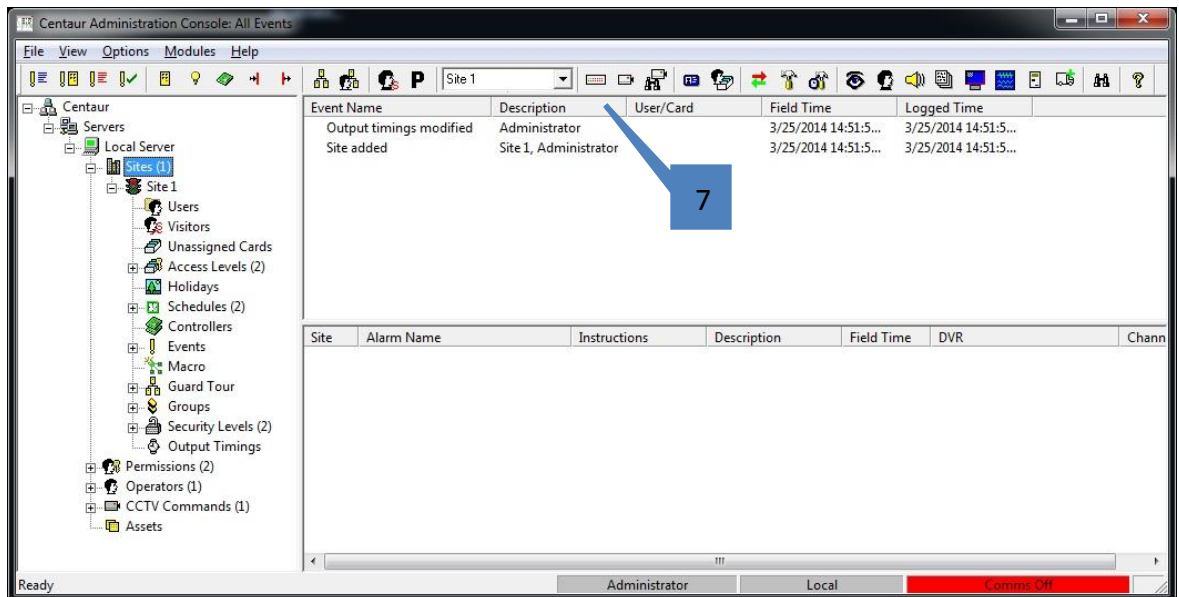 Centaur Administration Console: All Events
File View Options Modules Help
P Site 1
Centaur
Servers
Local Server
Sites (1)
Site 1
Users
Visitors
Unassigned Cards
Access Levels (2)
Holidays
Schedules (2)
Controllers
Events
Macro
Guard Tour
Groups
Security Levels (2)
Output Timings
Permissions (2)
Operators (1)
CCTV Commands (1)
Assets
Event Name Description User/Card Field Time Logged Time
Output timings modified Administrator 3/25/2014 14:51:5... 3/25/2014 14:51:5...
Site added Site 1, Administrator 3/25/2014 14:51:5... 3/25/2014 14:51:5...
7
Site Alarm Name Instructions Description Field Time DVR Chann
Ready Administrator Local Comms Off